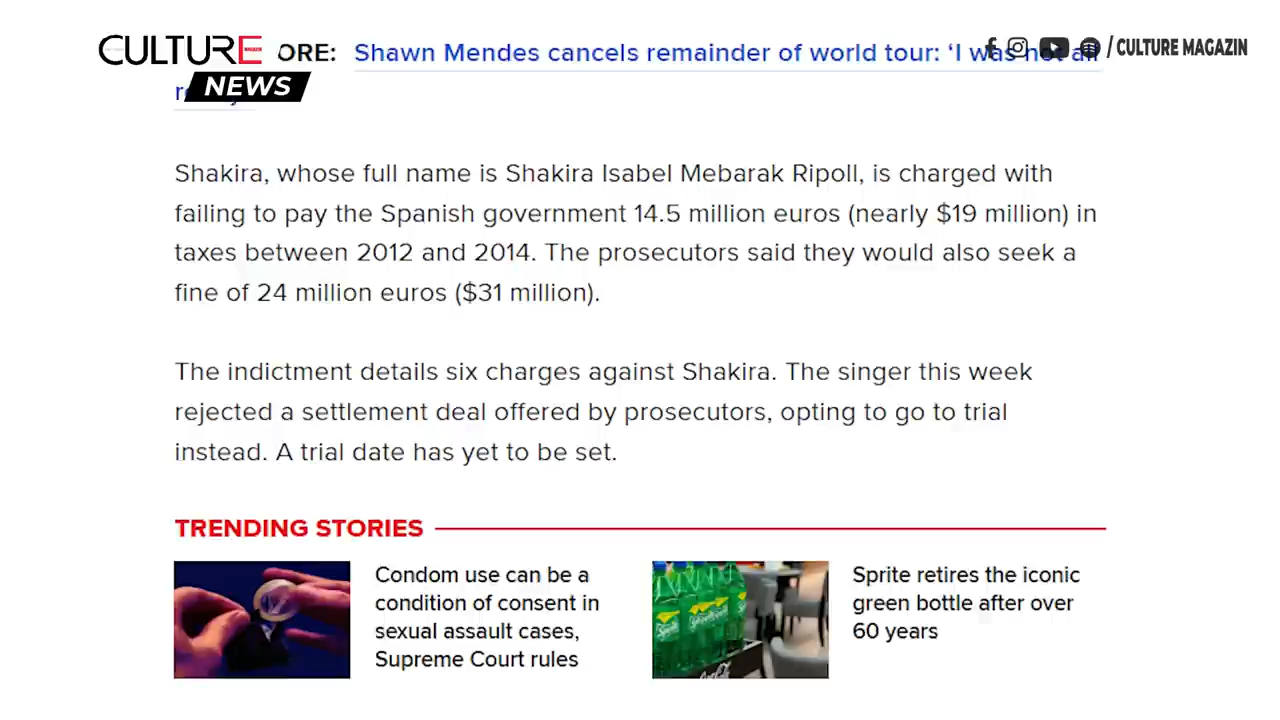 CULTURE
NEWS
ORE: Shawn Mendes cancels remainder of world tour: ‘I was not all
/ CULTURE MAGAZIN
Shakira, whose full name is Shakira Isabel Mebarak Ripoll, is charged with
failing to pay the Spanish government 14.5 million euros (nearly $19 million) in
taxes between 2012 and 2014. The prosecutors said they would also seek a
fine of 24 million euros ($31 million).
The indictment details six charges against Shakira. The singer this week
rejected a settlement deal offered by prosecutors, opting to go to trial
instead. A trial date has yet to be set.
TRENDING STORIES
Condom use can be a
condition of consent in
sexual assault cases,
Supreme Court rules
Sprite retires the iconic
green bottle after over
60 years